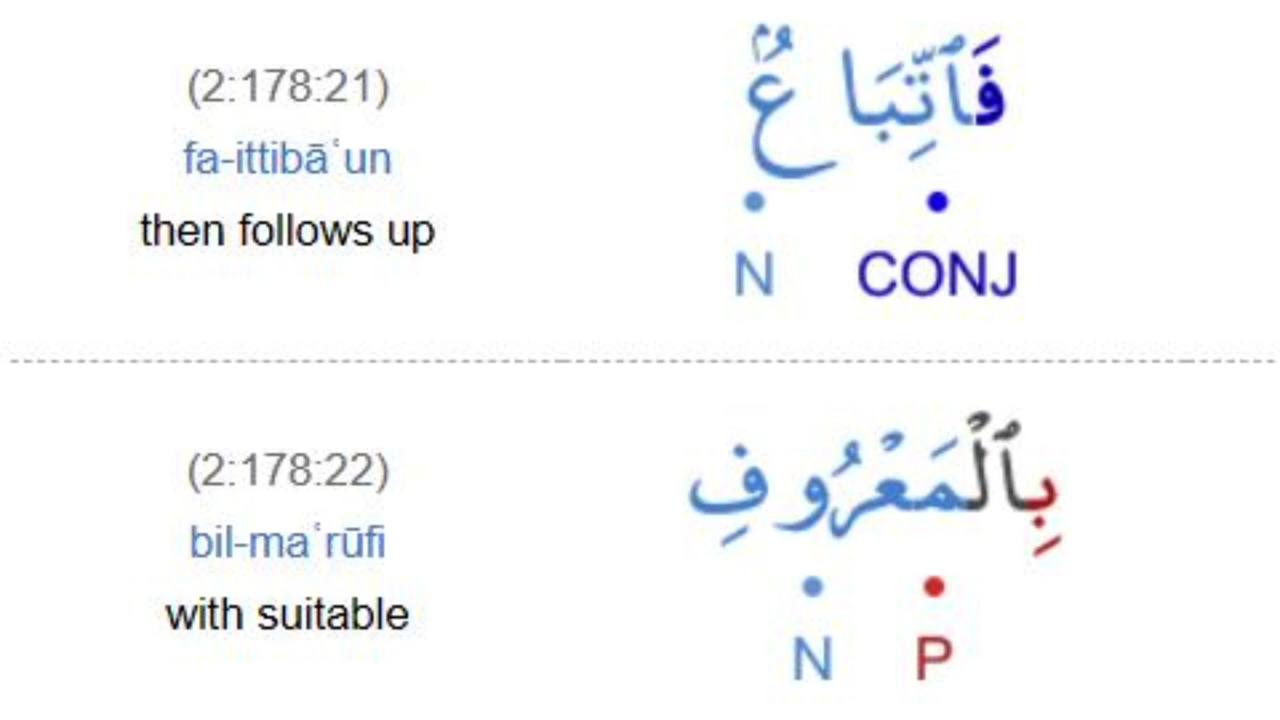 (2:178:21)
fa-ittibāʿun
then follows up
فَٱتِّبَاعٌۢ
N CONJ
(2:178:22)
bil-maʿrūfi
with suitable
بِٱلْمَعْرُوفِ
N P